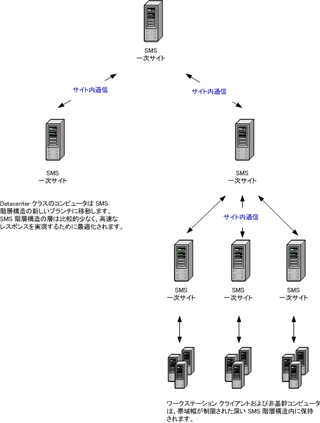 SMS
一次サイト
サイト内通信
サイト内通信
SMS
一次サイト
SMS
一次サイト
Datacenter クラスのコンピュータは SMS
階層構造の新しいブランチに移動します。
SMS 階層構造の層は比較的少なく、高速な
レスポンスを実現するために最適化されます。
サイト内通信
SMS
一次サイト
SMS
一次サイト
SMS
一次サイト
ワークステーション クライアントおよび非基幹コンピュータ
は、帯域幅が制限された深い SMS 階層構造内に保持
されます。